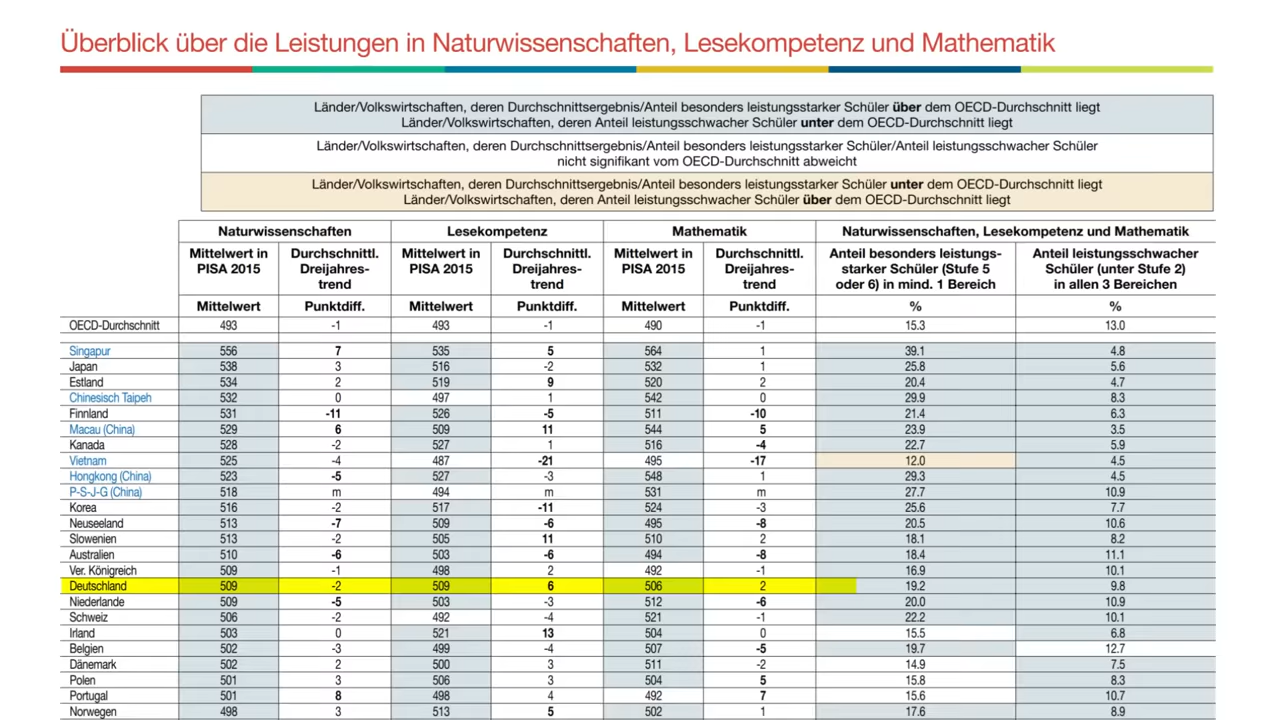 Überblick über die Leistungen in Naturwissenschaften, Lesekompetenz und Mathematik
Länder/Volkswirtschaften, deren Durchschnittsergebnis/Anteil besonders leistungsstarker Schüler über dem OECD-Durchschnitt liegt
Länder/Volkswirtschaften, deren Anteil leistungsschwacher Schüler unter dem OECD-Durchschnitt liegt
Länder/Volkswirtschaften, deren Durchschnittsergebnis/Anteil besonders leistungsstarker Schüler/Anteil leistungsschwacher Schüler
nicht signifikant vom OECD-Durchschnitt abweicht
Länder/Volkswirtschaften, deren Durchschnittsergebnis/Anteil besonders leistungsstarker Schüler unter dem OECD-Durchschnitt liegt
Länder/Volkswirtschaften, deren Anteil leistungsschwacher Schüler über dem OECD-Durchschnitt liegt
Naturwissenschaften Lesekompetenz Mathematik Naturwissenschaften, Lesekompetenz und Mathematik
Mittelwert in Durchschnittl. Mittelwert in Durchschnittl. Mittelwert in Durchschnittl. Anteil besonders leistungs- Anteil leistungsschwacher
PISA 2015 Dreijahres- PISA 2015 Dreijahres- PISA 2015 Dreijahres- starker Schüler (Stufe 5 Schüler (unter Stufe 2)
trend trend trend oder 6) in mind. 1 Bereich in allen 3 Bereichen
Mittelwert Punktdiff. Mittelwert Punktdiff. Mittelwert Punktdiff. % %
OECD-Durchschnitt 493 -1 493 -1 490 -1 15.3 13.0
Singapur 556 7 535 5 564 1 39.1 4.8
Japan 538 3 516 -2 532 1 25.8 5.6
Estland 534 2 519 9 520 2 20.4 4.7
Chinesisch Taipeh 532 0 497 1 542 0 29.9 8.3
Finnland 531 -11 526 -5 511 -10 21.4 6.3
Macau (China) 529 6 509 11 544 5 23.9 3.5
Kanada 528 -2 527 1 516 -4 22.7 5.9
Vietnam 525 -4 487 -21 495 -17 12.0 4.5
Hongkong (China) 523 -5 527 -3 548 1 29.3 4.5
P-S-J-G (China) 518 m 494 m 531 m 27.7 10.9
Korea 516 -2 517 -11 524 -3 25.6 7.7
Neuseeland 513 -7 509 -6 495 -8 20.5 10.6
Slowenien 513 -2 505 11 510 2 18.1 8.2
Australien 510 -6 503 -6 494 -8 18.4 11.1
Ver. Königreich 509 -1 498 2 492 -1 16.9 10.1
Deutschland 509 -2 509 6 506 2 19.2 9.8
Niederlande 509 -5 503 -3 512 -6 20.0 10.9
Schweiz 506 -2 492 -4 521 -1 22.2 10.1
Irland 503 0 521 13 504 0 15.5 6.8
Belgien 502 -3 499 -4 507 -5 19.7 12.7
Dänemark 502 2 500 3 511 -2 14.9 7.5
Polen 501 3 506 3 504 5 15.8 8.3
Portugal 501 8 498 4 492 7 15.6 10.7
Norwegen 498 3 513 5 502 1 17.6 8.9